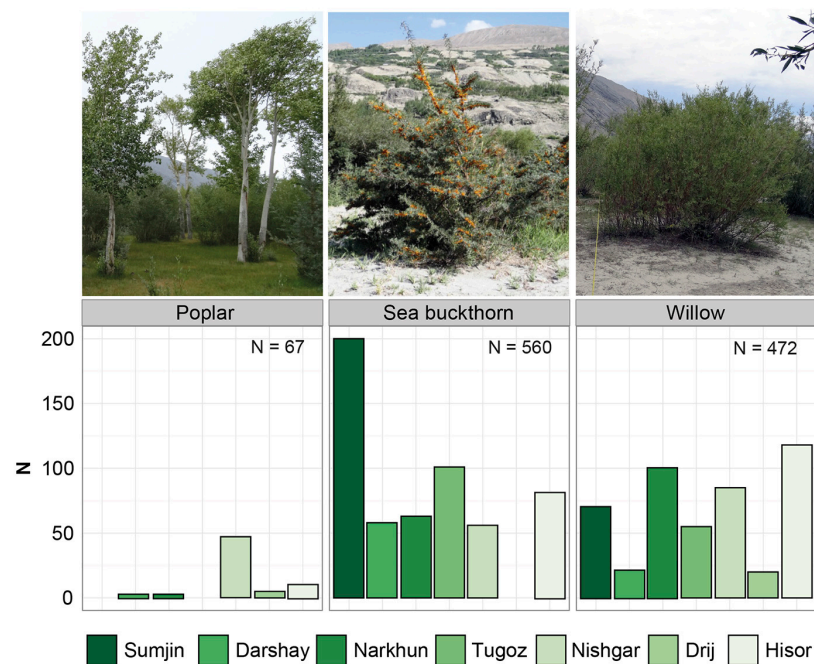 Poplar Sea buckthorn Willow
N = 67 N = 560 N = 472
200
150
100
50
0
N
Sumjin Darshay Narkhun Tugoz Nishgar Drij Hisor